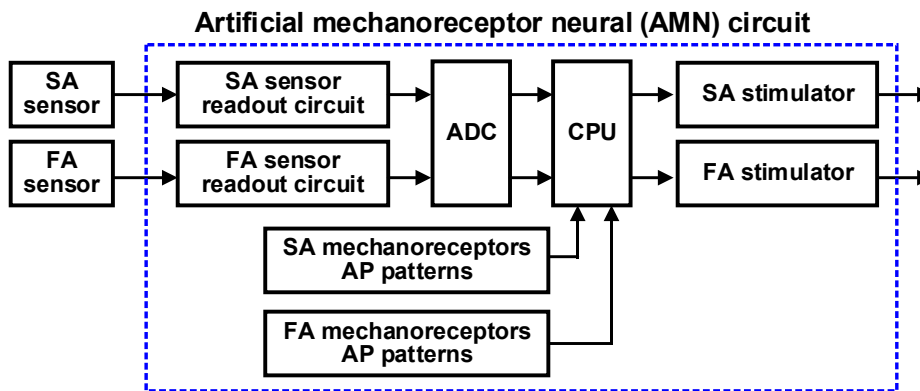 Artificial mechanoreceptor neural (AMN) circuit
SA
sensor
SA sensor
readout circuit
ADC
CPU
SA stimulator
FA
sensor
FA sensor
readout circuit
FA stimulator
SA mechanoreceptors
AP patterns
FA mechanoreceptors
AP patterns